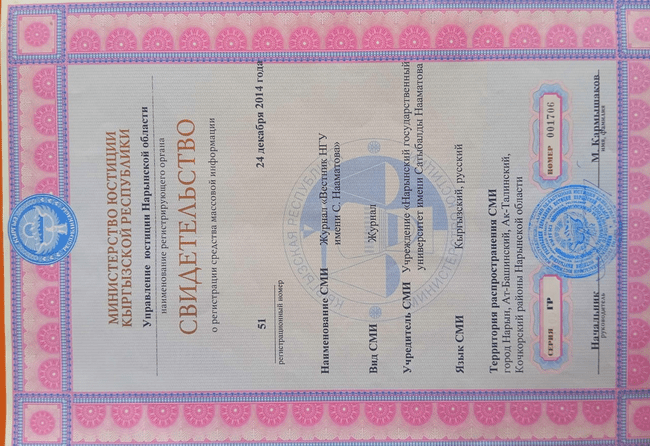 МИНИСТЕРСТВО ЮСТИЦИИ
КЫРГЫЗСКОЙ РЕСПУБЛИКИ
Управление юстиции Нарынской области
наименование регистрирующего органа
СВИДЕТЕЛЬСТВО
о регистрации средства массовой информации
51 24 декабря 2014 года
регистрационный номер
Наименование СМИ Журнал «Вестник НГУ
имени С. Нааматова»
Вид СМИ Журнал
Учредитель СМИ Учреждение «Нарынский государственный
университет имени Сатыбалды Нааматова
Язык СМИ Кыргызский, русский
Территория распространения СМИ
город Нарын, Ат-Башинский, Ак-Талинский,
Кочкорский районы Нарынской области
СЕРИЯ ГР НОМЕР 001706
Начальник М. Кармышаков
руководитель имя, фамилия
КЫРГЫЗСКАЯ РЕСПУБЛИКА